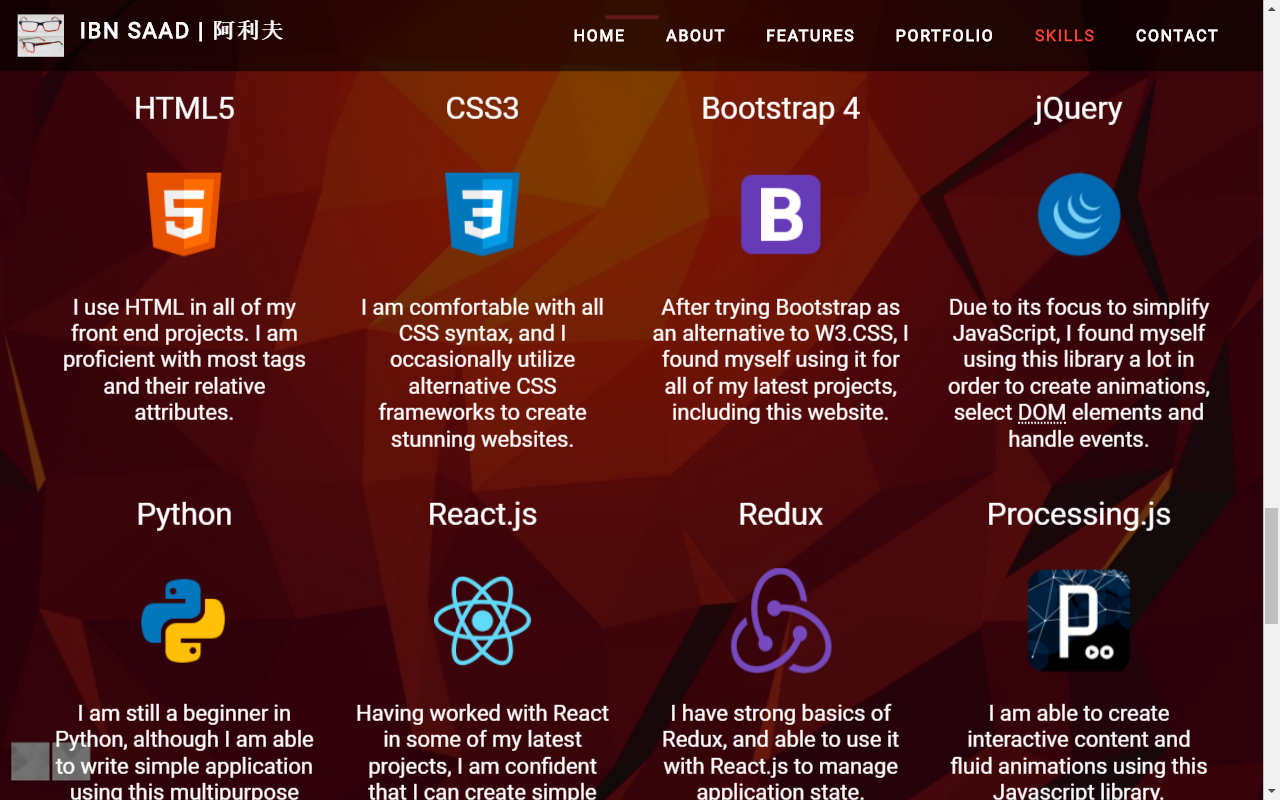 IBN SAAD | 阿利夫
HOME ABOUT FEATURES PORTFOLIO SKILLS CONTACT
HTML5
CSS3
Bootstrap 4
jQuery
I use HTML in all of my
front end projects. I am
proficient with most tags
and their relative
attributes.
I am comfortable with all
CSS syntax, and I
occasionally utilize
alternative CSS
frameworks to create
stunning websites.
After trying Bootstrap as
an alternative to W3.CSS, I
found myself using it for
all of my latest projects,
including this website.
Due to its focus to simplify
JavaScript, I found myself
using this library a lot in
order to create animations,
select DOM elements and
handle events.
Python
React.js
Redux
Processing.js
I am still a beginner in
Python, although I am able
to write simple application
using this multipurpose
Having worked with React
in some of my latest
projects, I am confident
that I can create simple
I have strong basics of
Redux, and able to use it
with React.js to manage
application state.
I am able to create
interactive content and
fluid animations using this
Javascript library.